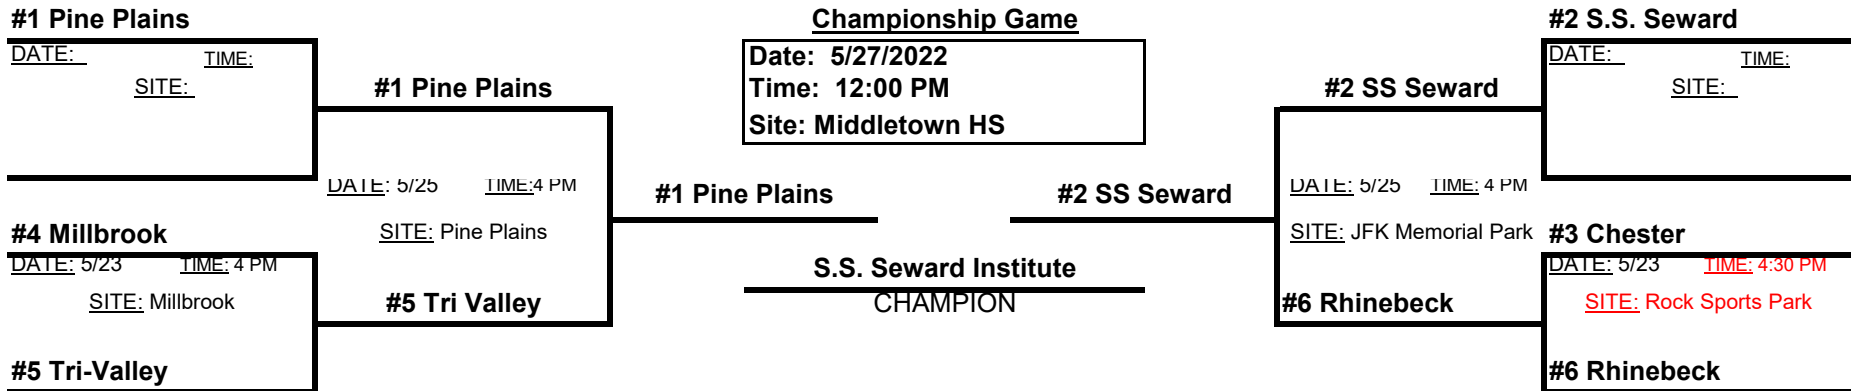 #1 Pine Plains
Championship Game
#2 S.S. Seward
DATE: TIME:
Date: 5/27/2022
DATE: TIME:
SITE:
#1 Pine Plains
Time: 12:00 PM
#2 SS Seward
SITE:
Site: Middletown HS
DATE: 5/25 TIME:4 PM
#1 Pine Plains
#2 SS Seward
DATE: 5/25 TIME: 4 PM
#4 Millbrook
SITE: Pine Plains
SITE: JFK Memorial Park
#3 Chester
DATE: 5/23 TIME: 4 PM
S.S. Seward Institute
DATE: 5/23 TIME: 4:30 PM
SITE: Millbrook
#5 Tri Valley
CHAMPION
#6 Rhinebeck
SITE: Rock Sports Park
#5 Tri-Valley
#6 Rhinebeck